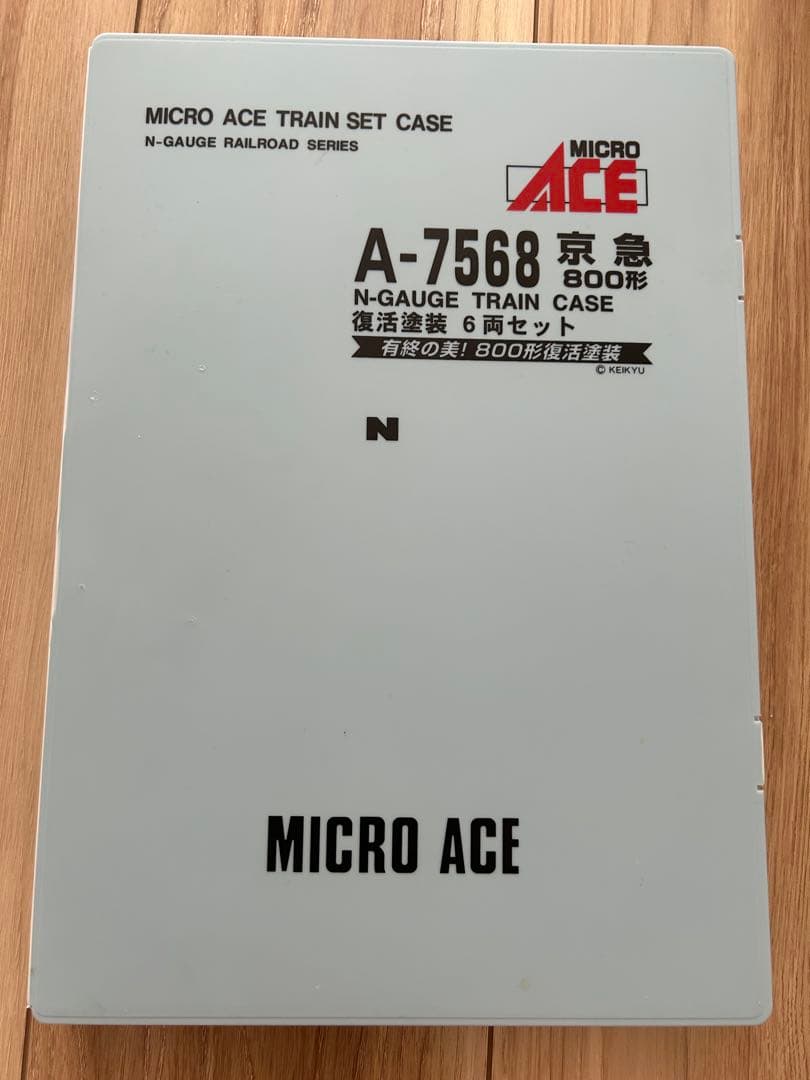 MICRO ACE TRAIN SET CASE
N-GAUGE RAILROAD SERIES
MICRO
ACE
A-7568 京急
800形
N-GAUGE TRAIN CASE
復活塗装 6両セット
有終の美! 800形復活塗装
© KEIKYU
N
MICRO ACE